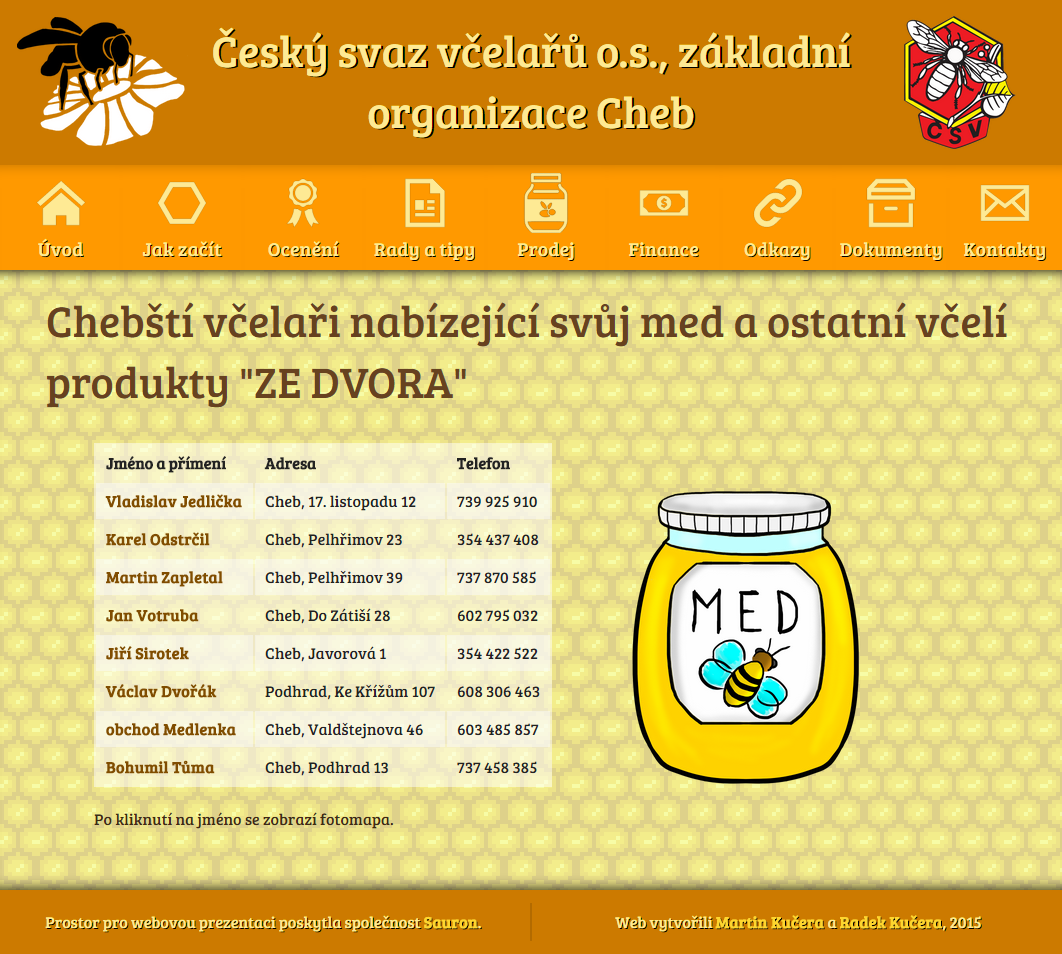 Český svaz včelařů o.s., základní
organizace Cheb
ČSV
Úvod Jak začít Ocenění Rady a tipy Prodej Finance Odkazy Dokumenty Kontakty
Chebští včelaři nabízející svůj med a ostatní včelí
produkty "ZE DVORA"
Jméno a přímení Adresa Telefon
Vladislav Jedlička Cheb, 17. listopadu 12 739 925 910
Karel Odstrčil Cheb, Pelhřimov 23 354 437 408
Martin Zapletal Cheb, Pelhřimov 39 737 870 585
Jan Votruba Cheb, Do Zátiší 28 602 795 032
Jiří Sirotek Cheb, Javorová 1 354 422 522
Václav Dvořák Podhrad, Ke Křížům 107 608 306 463
obchod Medlenka Cheb, Valdštejnova 46 603 485 857
Bohumil Tůma Cheb, Podhrad 13 737 458 385
MED
Po kliknutí na jméno se zobrazí fotomapa.
Prostor pro webovou prezentaci poskytla společnost Sauron.
Web vytvořili Martin Kučera a Radek Kučera, 2015